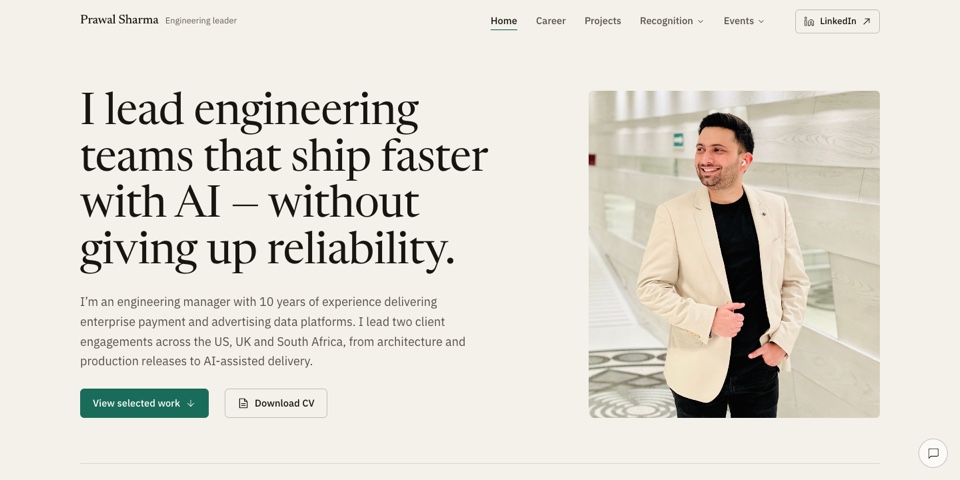 Prawal Sharma Engineering leader
Home Career Projects Recognition Events LinkedIn
I lead engineering
teams that ship faster
with AI — without
giving up reliability.
I’m an engineering manager with 10 years of experience delivering
enterprise payment and advertising data platforms. I lead two client
engagements across the US, UK and South Africa, from architecture and
production releases to AI-assisted delivery.
View selected work Download CV